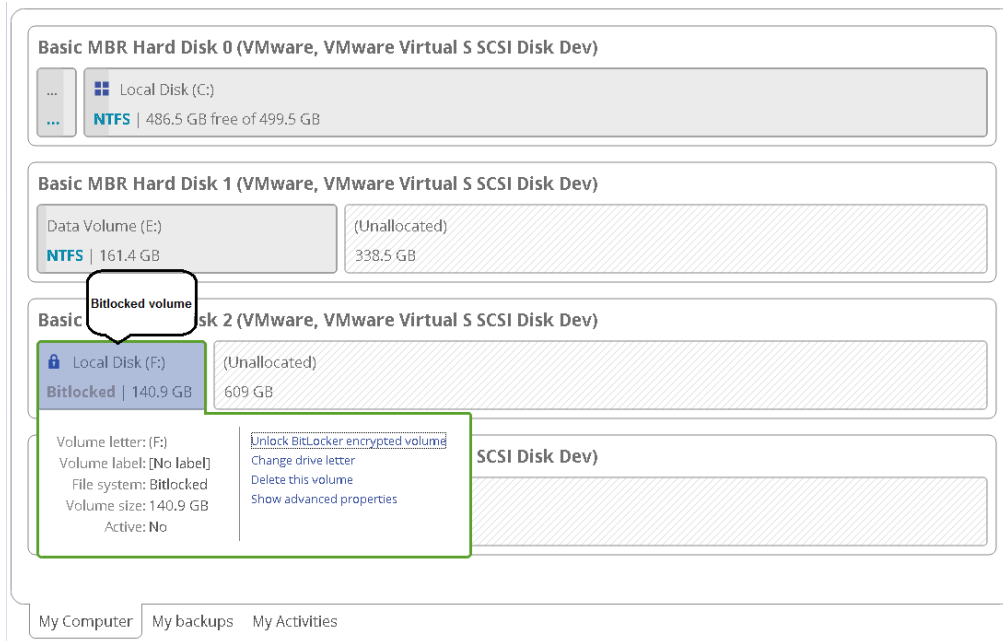 Basic MBR Hard Disk 0 (VMware, VMware Virtual S SCSI Disk Dev)
... Local Disk (C:)
... NTFS | 486.5 GB free of 499.5 GB
Basic MBR Hard Disk 1 (VMware, VMware Virtual S SCSI Disk Dev)
Data Volume (E:) (Unallocated)
NTFS | 161.4 GB 338.5 GB
Bitlocked volume
Basic sk 2 (VMware, VMware Virtual S SCSI Disk Dev)
Local Disk (F:) (Unallocated)
Bitlocked | 140.9 GB 609 GB
SCSI Disk Dev)
Volume letter: (F:)
Volume label: [No label]
File system: Bitlocked
Volume size: 140.9 GB
Active: No
Unlock BitLocker encrypted volume
Change drive letter
Delete this volume
Show advanced properties
My Computer My backups My Activities